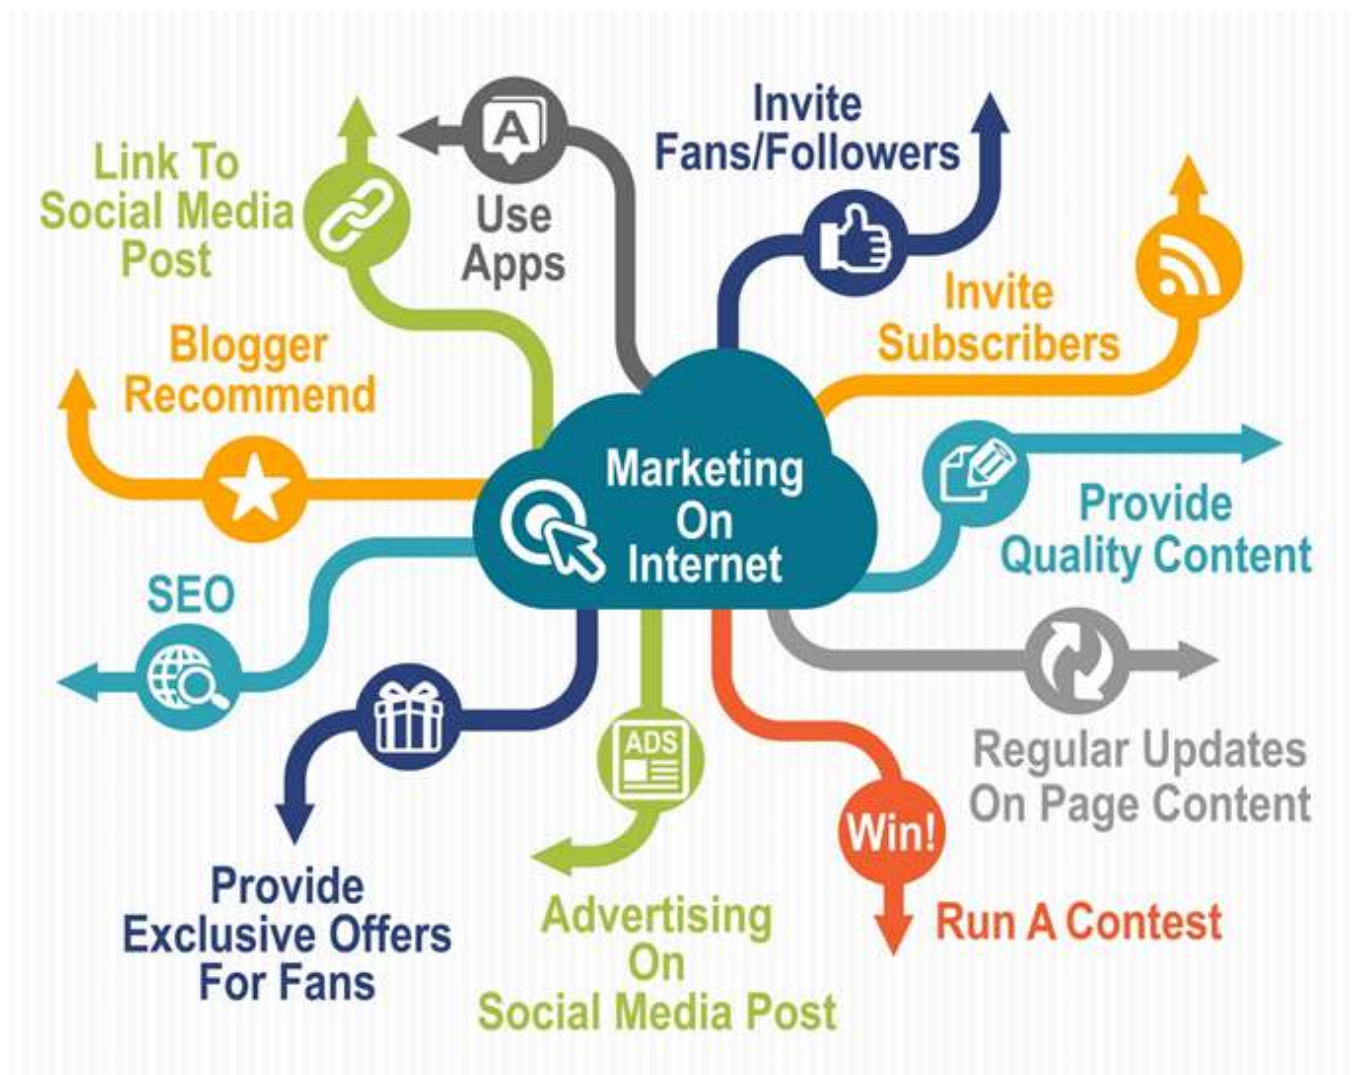 Link To
Social Media
Post
A
Use
Apps
Invite
Fans/Followers
Invite
Subscribers
Blogger
Recommend
Marketing
On
Internet
Provide
Quality Content
SEO
Regular Updates
On Page Content
ADS
Win!
Provide
Exclusive Offers
For Fans
Advertising
On
Social Media Post
Run A Contest